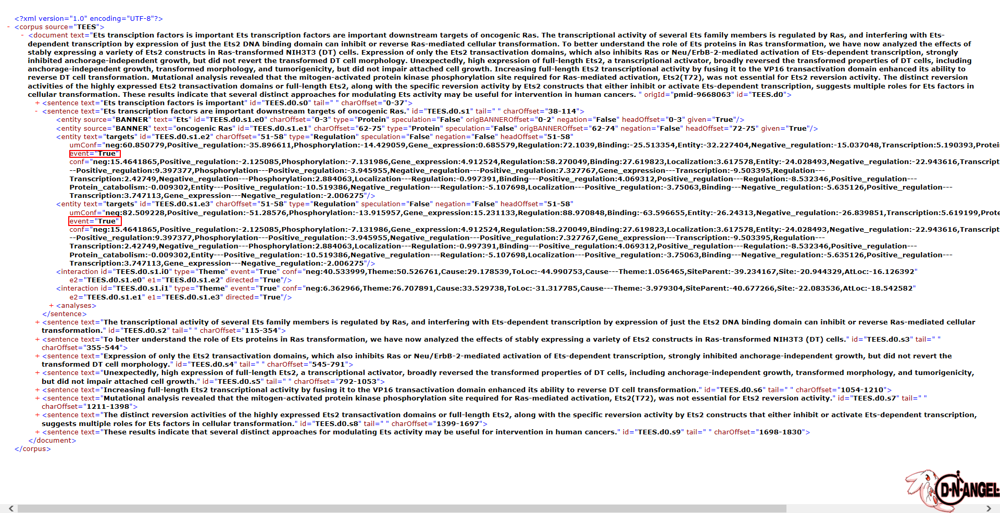 <?xml version="1.0" encoding="UTF-8"?>
- <corpus source="TEES">
- <document text="Ets transciption factors is important Ets transcription factors are important downstream targets of oncogenic Ras. The transcriptional activity of several Ets family members is regulated by Ras, and interfering with Ets-
dependent transcription by expression of just the Ets2 DNA binding domain can inhibit or reverse Ras-mediated cellular transformation. To better understand the role of Ets proteins in Ras transformation, we have now analyzed the effects of
stably expressing a variety of Ets2 constructs in Ras-transformed NIH3T3 (DT) cells. Expression of only the Ets2 transactivation domains, which also inhibits Ras or Neu/ErbB-2-mediated activation of Ets-dependent transcription, strongly
inhibited anchorage-independent growth, but did not revert the transformed DT cell morphology. Unexpectedly, high expression of full-length Ets2, a transcriptional activator, broadly reversed the transformed properties of DT cells, including
anchorage-independent growth, transformed morphology, and tumorigenicity, but did not impair attached cell growth. Increasing full-length Ets2 transcriptional activity by fusing it to the VP16 transactivation domain enhanced its ability to
reverse DT cell transformation. Mutational analysis revealed that the mitogen-activated protein kinase phosphorylation site required for Ras-mediated activation, Ets2(T72), was not essential for Ets2 reversion activity. The distinct reversion
activities of the highly expressed Ets2 transactivation domains or full-length Ets2, along with the specific reversion activity by Ets2 constructs that either inhibit or activate Ets-dependent transcription, suggests multiple roles for Ets factors in
cellular transformation. These results indicate that several distinct approaches for modulating Ets activity may be useful for intervention in human cancers. " origId="pmid-9668063" id="TEES.d0">
+ <sentence text="Ets transciption factors is important" id="TEES.d0.s0" tail=" " charOffset="0-37">
- <sentence text="Ets transcription factors are important downstream targets of oncogenic Ras." id="TEES.d0.s1" tail=" " charOffset="38-114">
<entity source="BANNER" text="Ets" id="TEES.d0.s1.e0" charOffset="0-3" type="Protein" speculation="False" origBANNEROffset="0-2" negation="False" headOffset="0-3" given="True"/>
<entity source="BANNER" text="oncogenic Ras" id="TEES.d0.s1.e1" charOffset="62-75" type="Protein" speculation="False" origBANNEROffset="62-74" negation="False" headOffset="72-75" given="True"/>
<entity text="targets" id="TEES.d0.s1.e2" charOffset="51-58" type="Regulation" speculation="False" negation="False" headOffset="51-58"
umConf="neg:60.850779,Positive_regulation:-35.896611,Phosphorylation:-14.429059,Gene_expression:0.685579,Regulation:72.1039,Binding:-25.513354,Entity:-32.227404,Negative_regulation:-15.037048,Transcription:5.190393,Protei
event="True"
conf="neg:15.4641865,Positive_regulation:-2.125085,Phosphorylation:-7.131986,Gene_expression:4.912524,Regulation:58.270049,Binding:27.619823,Localization:3.617578,Entity:-24.028493,Negative_regulation:-22.943616,Transcript
--Positive_regulation:9.397377,Phosphorylation---Positive_regulation:-3.945955,Negative_regulation---Positive_regulation:7.327767,Gene_expression---Transcription:-9.503395,Regulation---
Transcription:2.42749,Negative_regulation---Phosphorylation:2.884063,Localization---Regulation:-0.997391,Binding---Positive_regulation:4.069312,Positive_regulation---Regulation:-8.532346,Positive_regulation---
Protein_catabolism:-0.009302,Entity---Positive_regulation:-10.519386,Negative_regulation---Regulation:-5.107698,Localization---Positive_regulation:-3.75063,Binding---Negative_regulation:-5.635126,Positive_regulation---
Transcription:3.747113,Gene_expression---Negative_regulation:-2.006275"/>
<entity text="targets" id="TEES.d0.s1.e3" charOffset="51-58" type="Regulation" speculation="False" negation="False" headOffset="51-58"
umConf="neg:82.509228,Positive_regulation:-51.28576,Phosphorylation:-13.915957,Gene_expression:15.231133,Regulation:88.970848,Binding:-63.596655,Entity:-26.24313,Negative_regulation:-26.839851,Transcription:5.619199,Prote
event="True"
conf="neg:15.4641865,Positive_regulation:-2.125085,Phosphorylation:-7.131986,Gene_expression:4.912524,Regulation:58.270049,Binding:27.619823,Localization:3.617578,Entity:-24.028493,Negative_regulation:-22.943616,Transcript
--Positive_regulation:9.397377,Phosphorylation---Positive_regulation:-3.945955,Negative_regulation---Positive_regulation:7.327767,Gene_expression---Transcription:-9.503395,Regulation---
Transcription:2.42749,Negative_regulation---Phosphorylation:2.884063,Localization---Regulation:-0.997391,Binding---Positive_regulation:4.069312,Positive_regulation---Regulation:-8.532346,Positive_regulation---
Protein_catabolism:-0.009302,Entity---Positive_regulation:-10.519386,Negative_regulation---Regulation:-5.107698,Localization---Positive_regulation:-3.75063,Binding---Negative_regulation:-5.635126,Positive_regulation---
Transcription:3.747113,Gene_expression---Negative_regulation:-2.006275"/>
<interaction id="TEES.d0.s1.i0" type="Theme" event="True" conf="neg:40.533999,Theme:50.526761,Cause:29.178539,ToLoc:-44.990753,Cause---Theme:1.056465,SiteParent:-39.234167,Site:-20.944329,AtLoc:-16.126392"
e2="TEES.d0.s1.e0" e1="TEES.d0.s1.e2" directed="True"/>
<interaction id="TEES.d0.s1.i1" type="Theme" event="True" conf="neg:6.362966,Theme:76.707891,Cause:33.529738,ToLoc:-31.317785,Cause---Theme:-3.979304,SiteParent:-40.677266,Site:-22.083536,AtLoc:-18.542582"
e2="TEES.d0.s1.e1" e1="TEES.d0.s1.e3" directed="True"/>
+ <analyses>
</sentence>
+ <sentence text="The transcriptional activity of several Ets family members is regulated by Ras, and interfering with Ets-dependent transcription by expression of just the Ets2 DNA binding domain can inhibit or reverse Ras-mediated cellular
transformation." id="TEES.d0.s2" tail=" " charOffset="115-354">
+ <sentence text="To better understand the role of Ets proteins in Ras transformation, we have now analyzed the effects of stably expressing a variety of Ets2 constructs in Ras-transformed NIH3T3 (DT) cells." id="TEES.d0.s3" tail=" "
charOffset="355-544">
+ <sentence text="Expression of only the Ets2 transactivation domains, which also inhibits Ras or Neu/ErbB-2-mediated activation of Ets-dependent transcription, strongly inhibited anchorage-independent growth, but did not revert the
transformed DT cell morphology." id="TEES.d0.s4" tail=" " charOffset="545-791">
+ <sentence text="Unexpectedly, high expression of full-length Ets2, a transcriptional activator, broadly reversed the transformed properties of DT cells, including anchorage-independent growth, transformed morphology, and tumorigenicity,
but did not impair attached cell growth." id="TEES.d0.s5" tail=" " charOffset="792-1053">
+ <sentence text="Increasing full-length Ets2 transcriptional activity by fusing it to the VP16 transactivation domain enhanced its ability to reverse DT cell transformation." id="TEES.d0.s6" tail=" " charOffset="1054-1210">
+ <sentence text="Mutational analysis revealed that the mitogen-activated protein kinase phosphorylation site required for Ras-mediated activation, Ets2(T72), was not essential for Ets2 reversion activity." id="TEES.d0.s7" tail=" "
charOffset="1211-1398">
+ <sentence text="The distinct reversion activities of the highly expressed Ets2 transactivation domains or full-length Ets2, along with the specific reversion activity by Ets2 constructs that either inhibit or activate Ets-dependent transcription,
suggests multiple roles for Ets factors in cellular transformation." id="TEES.d0.s8" tail=" " charOffset="1399-1697">
+ <sentence text="These results indicate that several distinct approaches for modulating Ets activity may be useful for intervention in human cancers." id="TEES.d0.s9" tail=" " charOffset="1698-1830">
</document>
</corpus>
D·N·ANGEL